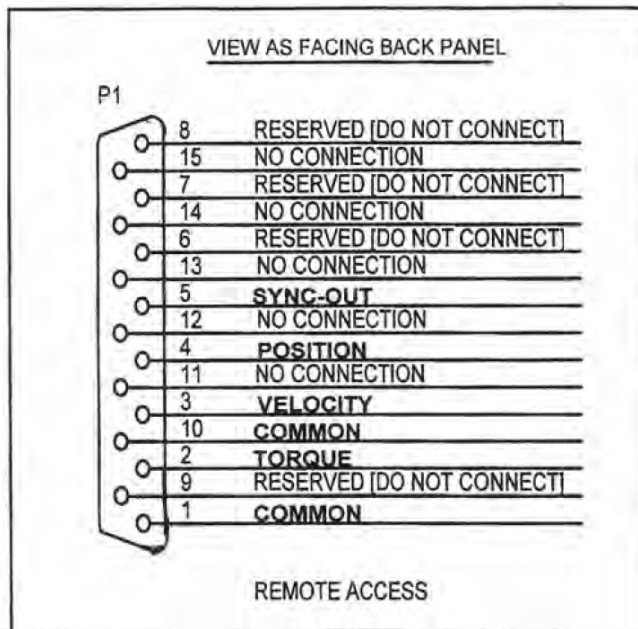 VIEW AS FACING BACK PANEL
P1
8 RESERVED [DO NOT CONNECT]
15 NO CONNECTION
7 RESERVED [DO NOT CONNECT]
14 NO CONNECTION
6 RESERVED [DO NOT CONNECT]
13 NO CONNECTION
5 SYNC-OUT
12 NO CONNECTION
4 POSITION
11 NO CONNECTION
3 VELOCITY
10 COMMON
2 TORQUE
9 RESERVED [DO NOT CONNECT]
1 COMMON
REMOTE ACCESS